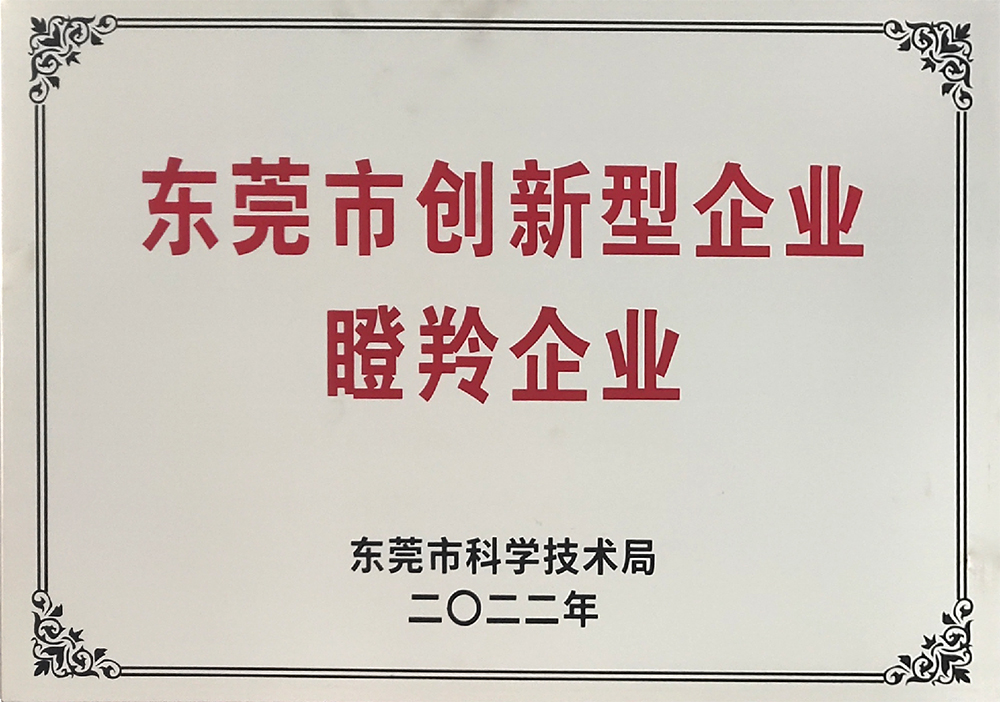 东莞市创新型企业
瞪羚企业
东莞市科学技术局
二〇二二年